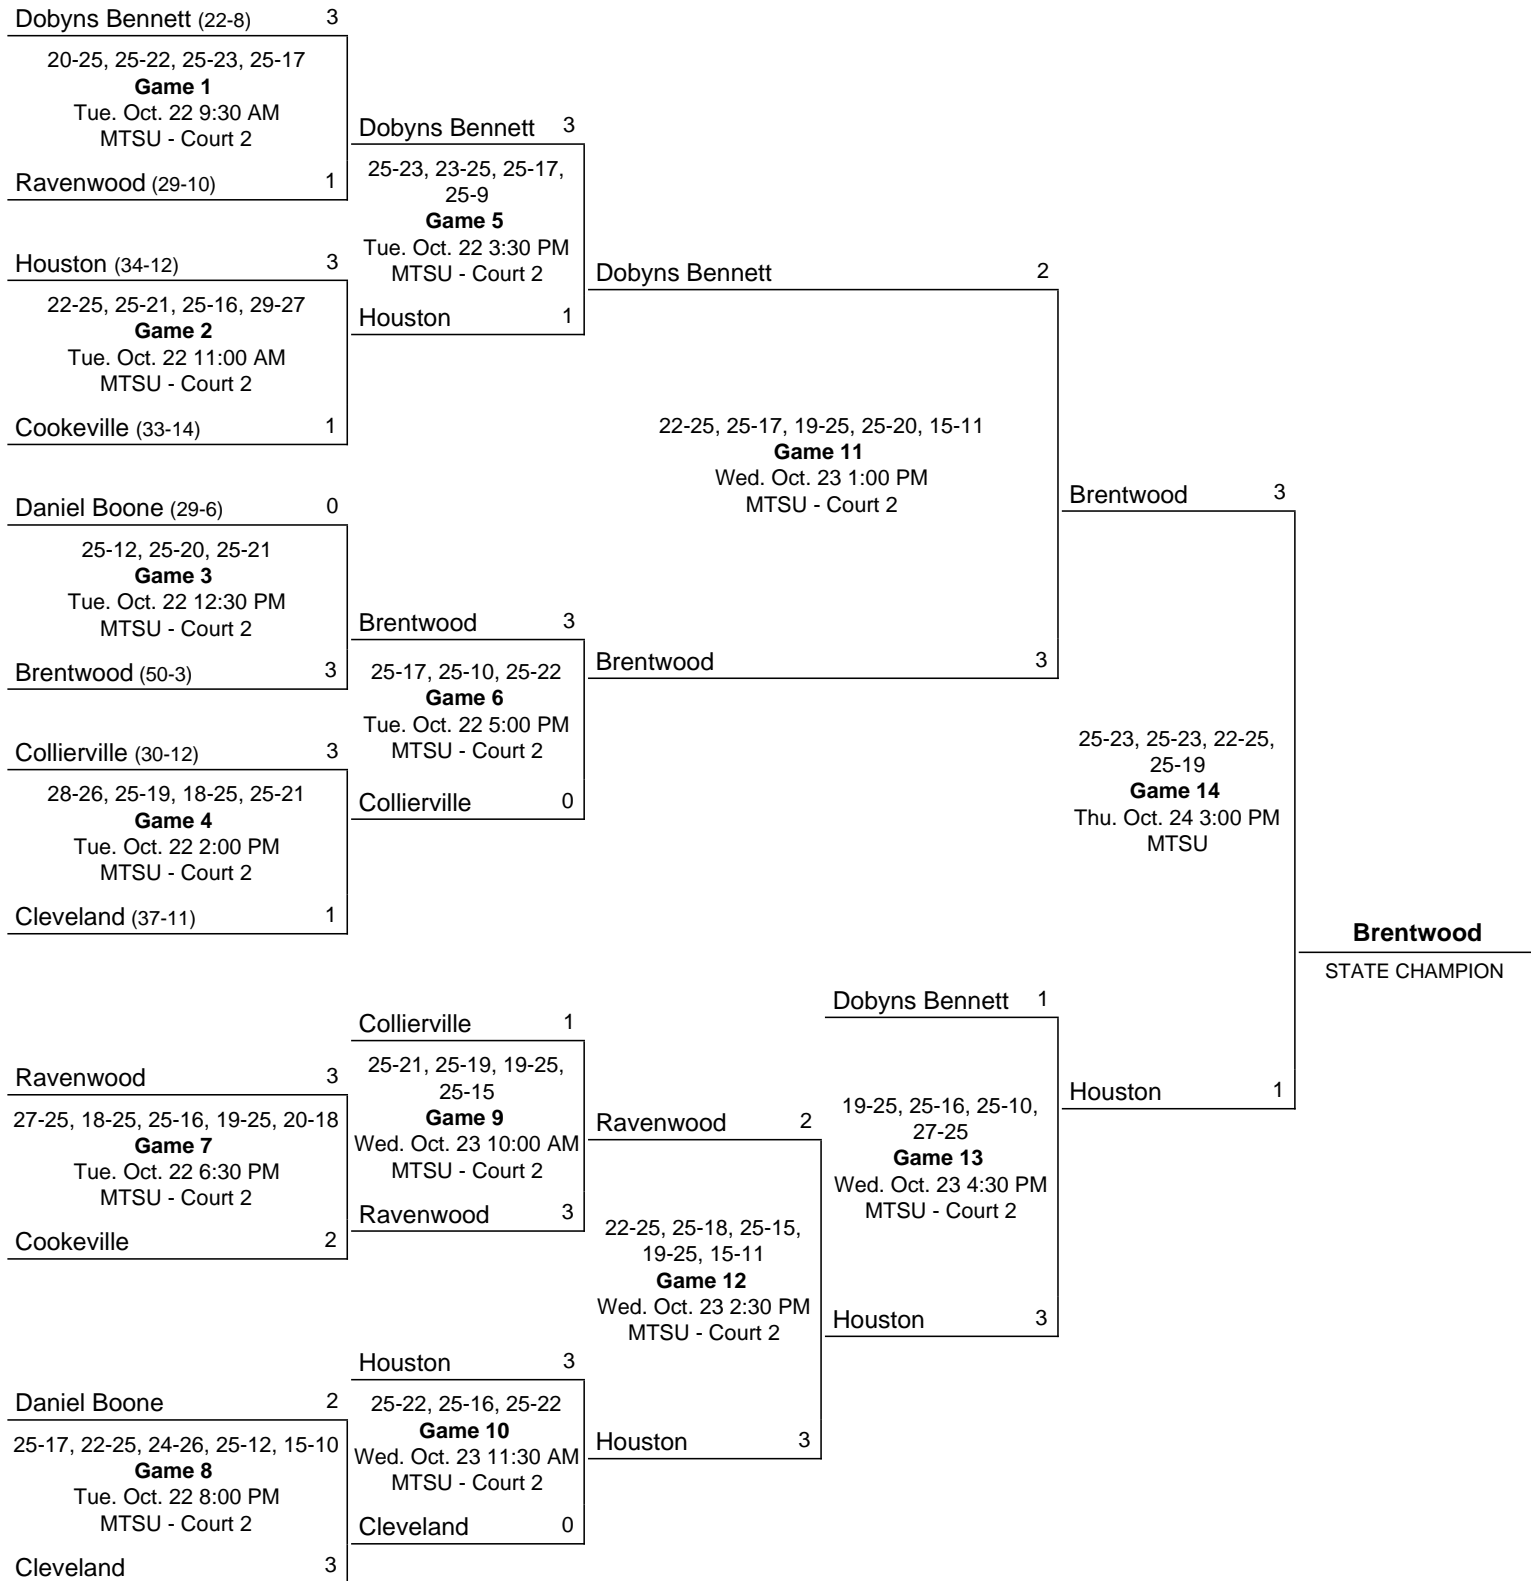 Dobyns Bennett (22-8) 3
20-25, 25-22, 25-23, 25-17
Game 1
Tue. Oct. 22 9:30 AM
MTSU - Court 2
Ravenwood (29-10) 1
Houston (34-12) 3
22-25, 25-21, 25-16, 29-27
Game 2
Tue. Oct. 22 11:00 AM
MTSU - Court 2
Cookeville (33-14) 1
Daniel Boone (29-6) 0
25-12, 25-20, 25-21
Game 3
Tue. Oct. 22 12:30 PM
MTSU - Court 2
Brentwood (50-3) 3
Collierville (30-12) 3
28-26, 25-19, 18-25, 25-21
Game 4
Tue. Oct. 22 2:00 PM
MTSU - Court 2
Cleveland (37-11) 1
Dobyns Bennett 3
25-23, 23-25, 25-17,
25-9
Game 5
Tue. Oct. 22 3:30 PM
MTSU - Court 2
Houston 1
Brentwood 3
25-17, 25-10, 25-22
Game 6
Tue. Oct. 22 5:00 PM
MTSU - Court 2
Collierville 0
Dobyns Bennett 2
22-25, 25-17, 19-25, 25-20, 15-11
Game 11
Wed. Oct. 23 1:00 PM
MTSU - Court 2
Brentwood 3
Brentwood 3
25-23, 25-23, 22-25,
25-19
Game 14
Thu. Oct. 24 3:00 PM
MTSU
Houston 1
Brentwood
STATE CHAMPION
Ravenwood 3
27-25, 18-25, 25-16, 19-25, 20-18
Game 7
Tue. Oct. 22 6:30 PM
MTSU - Court 2
Cookeville 2
Daniel Boone 2
25-17, 22-25, 24-26, 25-12, 15-10
Game 8
Tue. Oct. 22 8:00 PM
MTSU - Court 2
Cleveland 3
Collierville 1
25-21, 25-19, 19-25,
25-15
Game 9
Wed. Oct. 23 10:00 AM
MTSU - Court 2
Ravenwood 3
Houston 3
25-22, 25-16, 25-22
Game 10
Wed. Oct. 23 11:30 AM
MTSU - Court 2
Cleveland 0
Ravenwood 2
22-25, 25-18, 25-15,
19-25, 15-11
Game 12
Wed. Oct. 23 2:30 PM
MTSU - Court 2
Houston 3
Dobyns Bennett 1
19-25, 25-16, 25-10,
27-25
Game 13
Wed. Oct. 23 4:30 PM
MTSU - Court 2
Houston 3